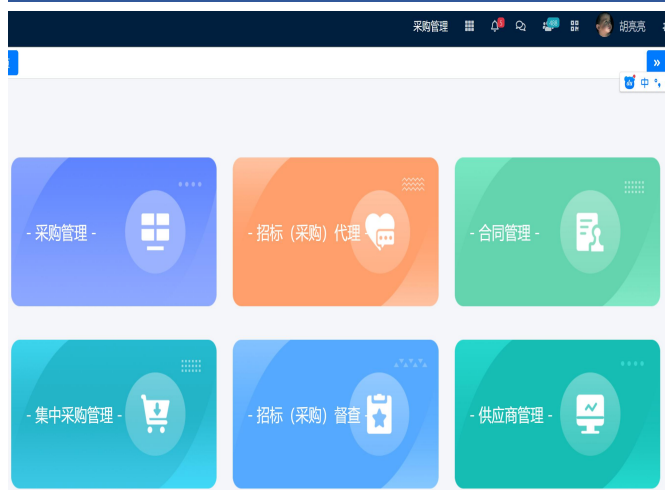 采购管理
胡亮亮
»
中
- 采购管理 -
- 招标（采购）代理 -
- 合同管理 -
- 集中采购管理 -
- 招标（采购）督查 -
- 供应商管理 -